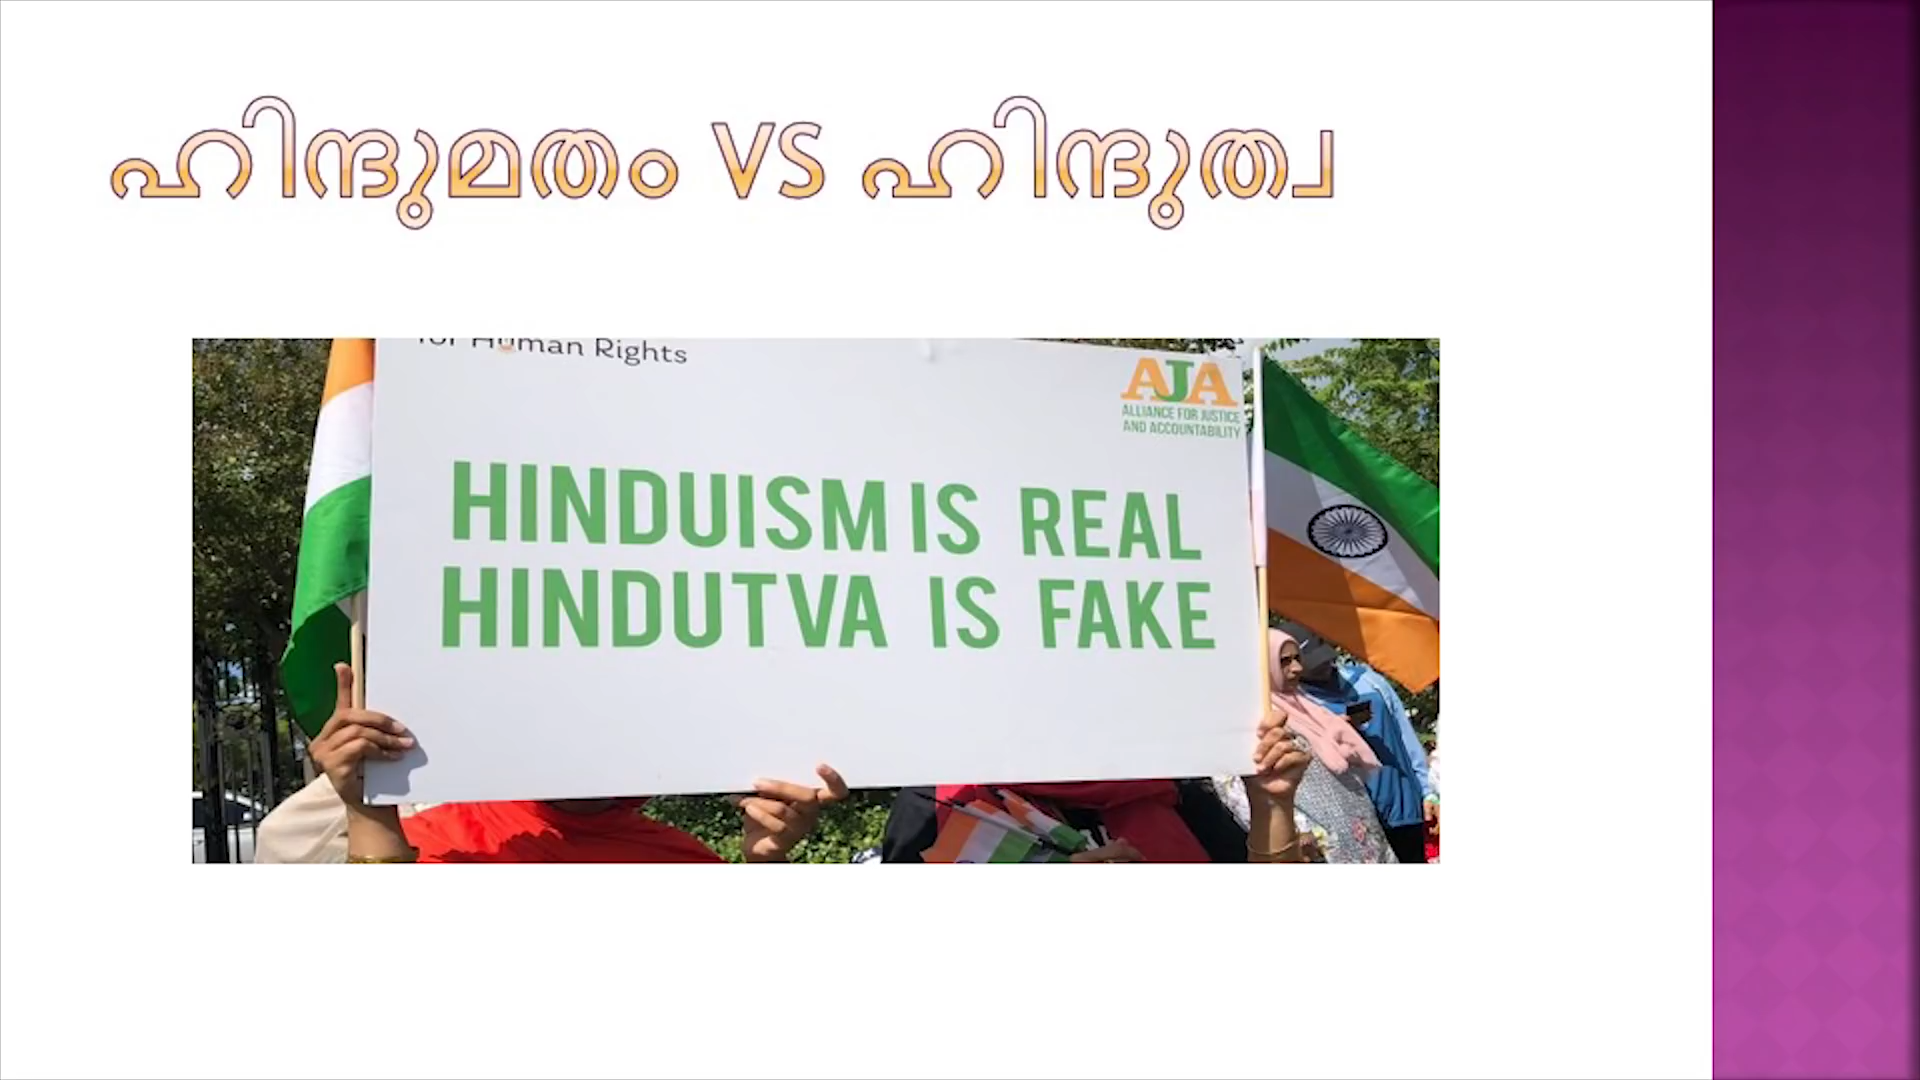 ഹിന്ദുമതം VS ഹിന്ദുത്വ
for Human Rights
AJA
ALLIANCE FOR JUSTICE
AND ACCOUNTABILITY
HINDUISM IS REAL
HINDUTVA IS FAKE